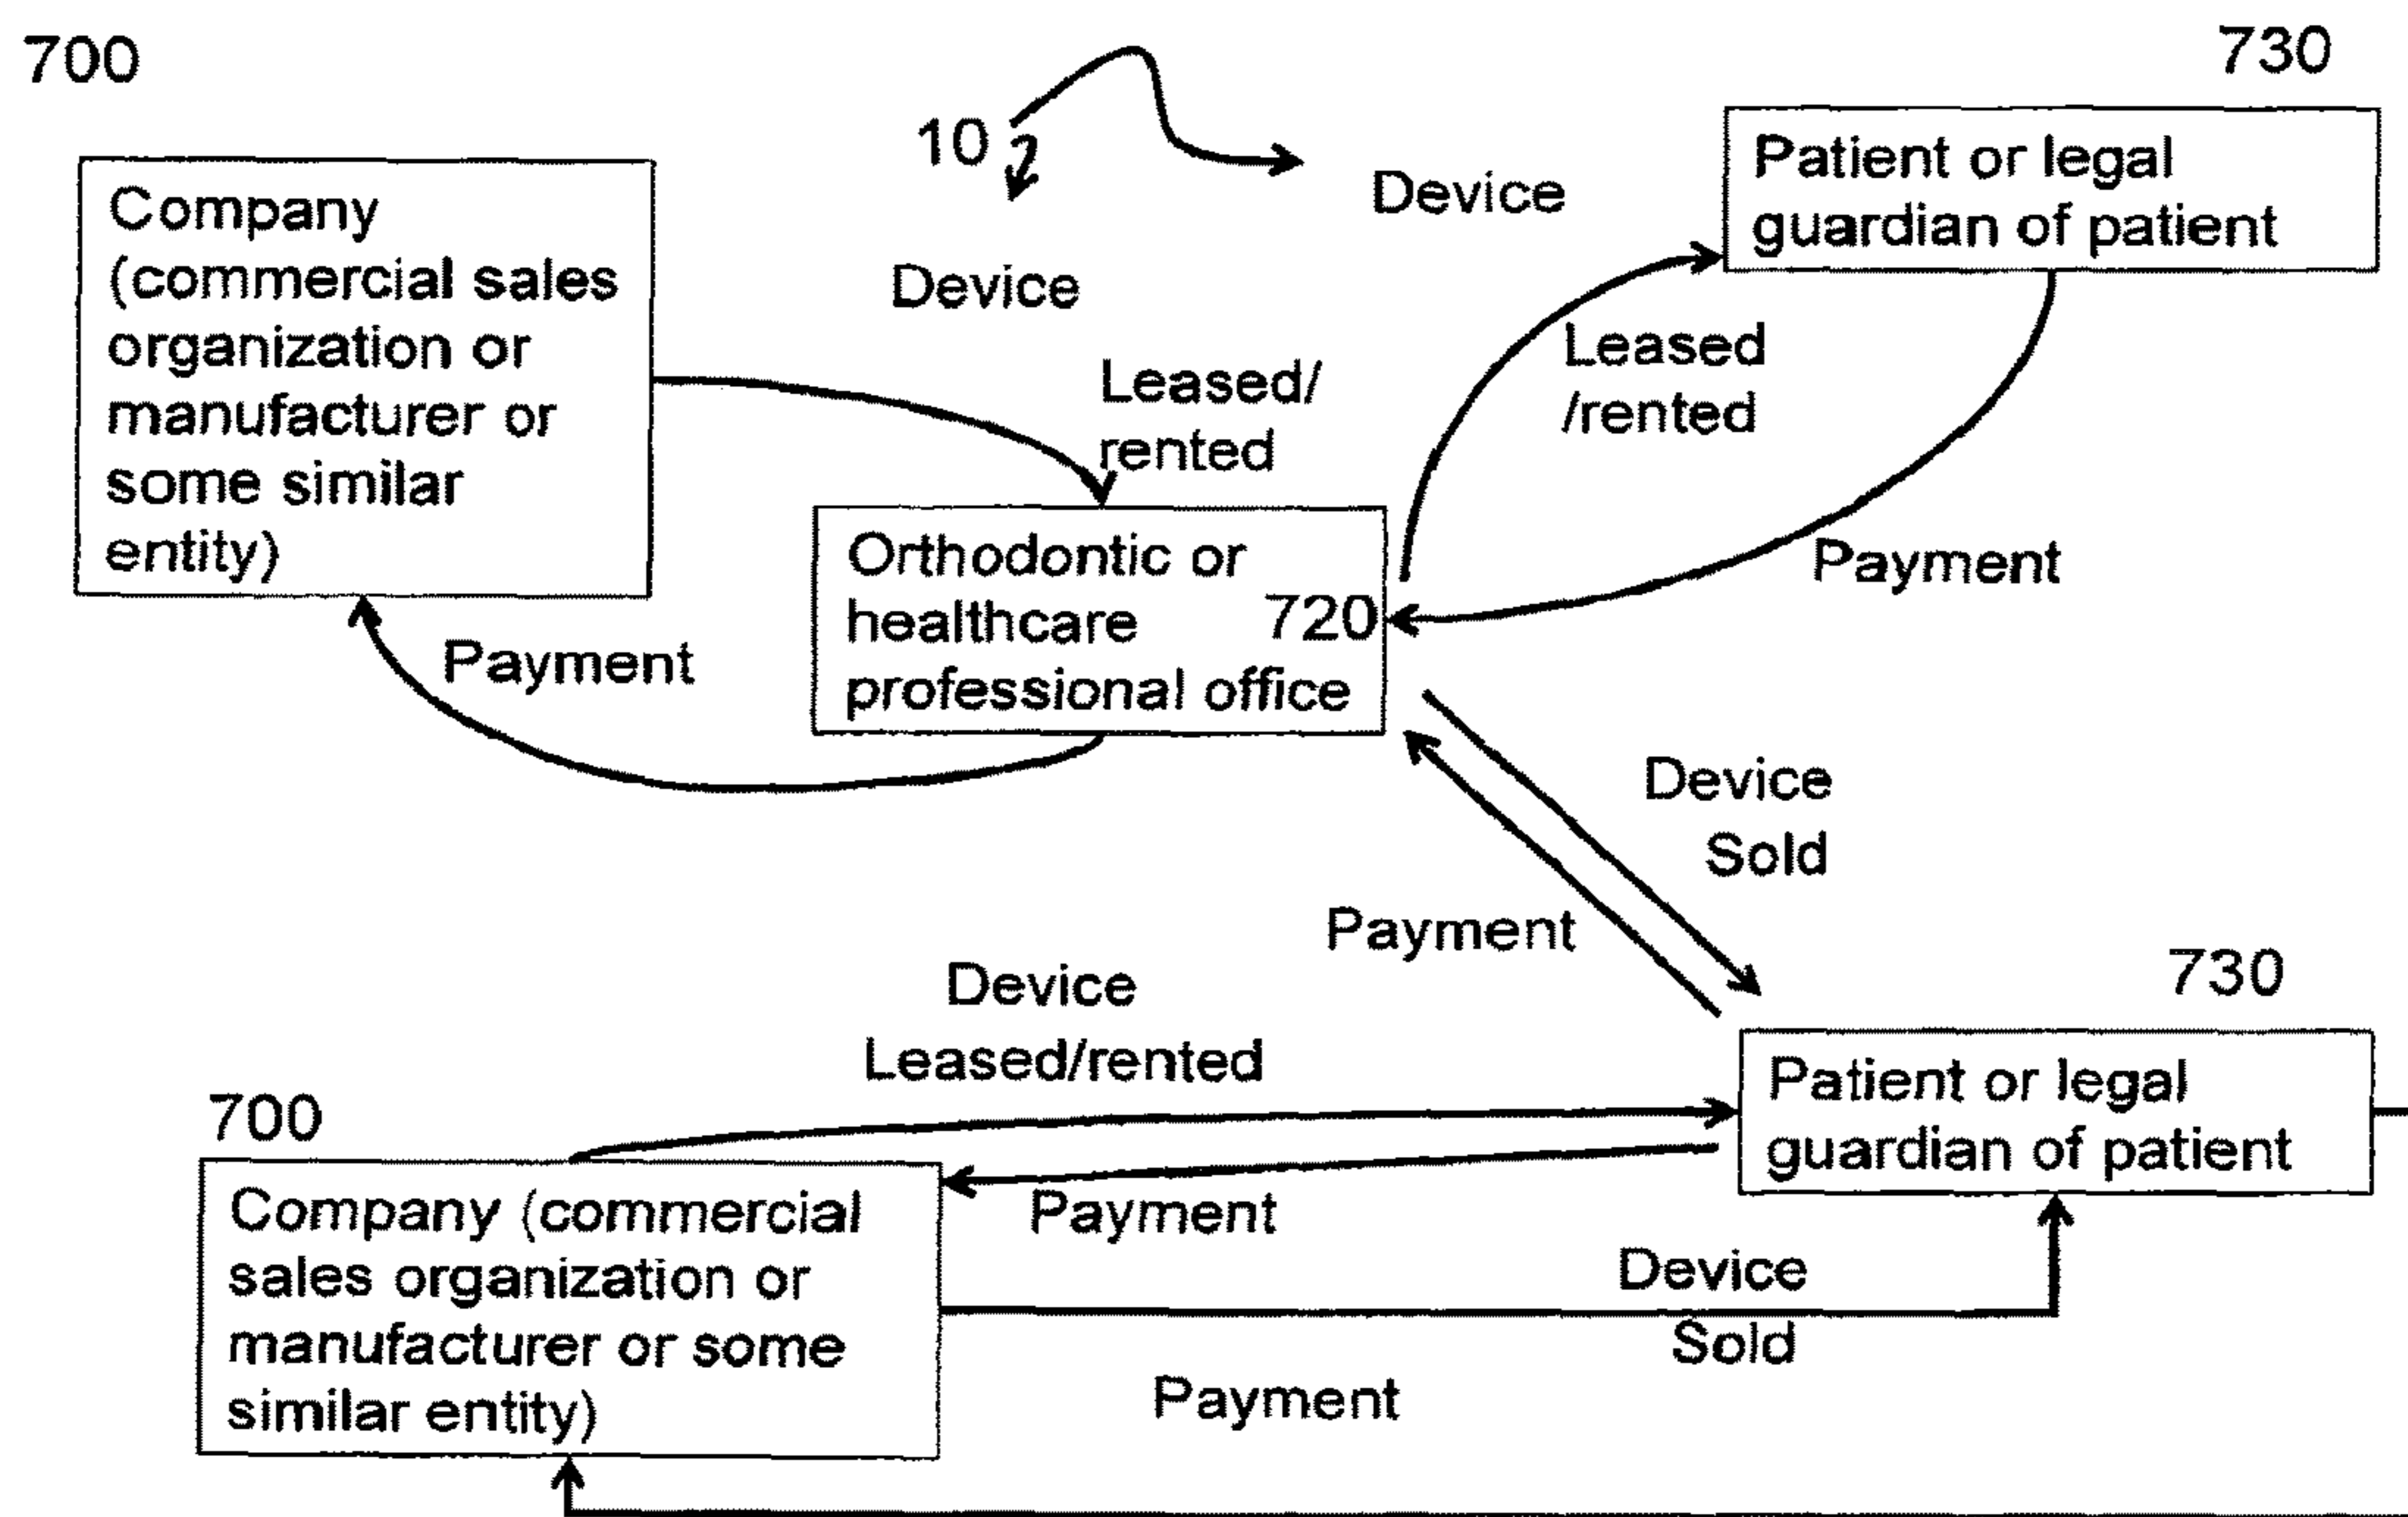 700
730
10
Device
Device
Company
(commercial sales
organization or
manufacturer or
some similar
entity)
Patient or legal
guardian of patient
Leased/
rented
Leased
/rented
Payment
Orthodontic or
healthcare 720
professional office
Payment
Device
Sold
Payment
Device
Leased/rented
730
700
Patient or legal
guardian of patient
Company (commercial
sales organization or
manufacturer or some
similar entity)
Payment
Device
Sold
Payment